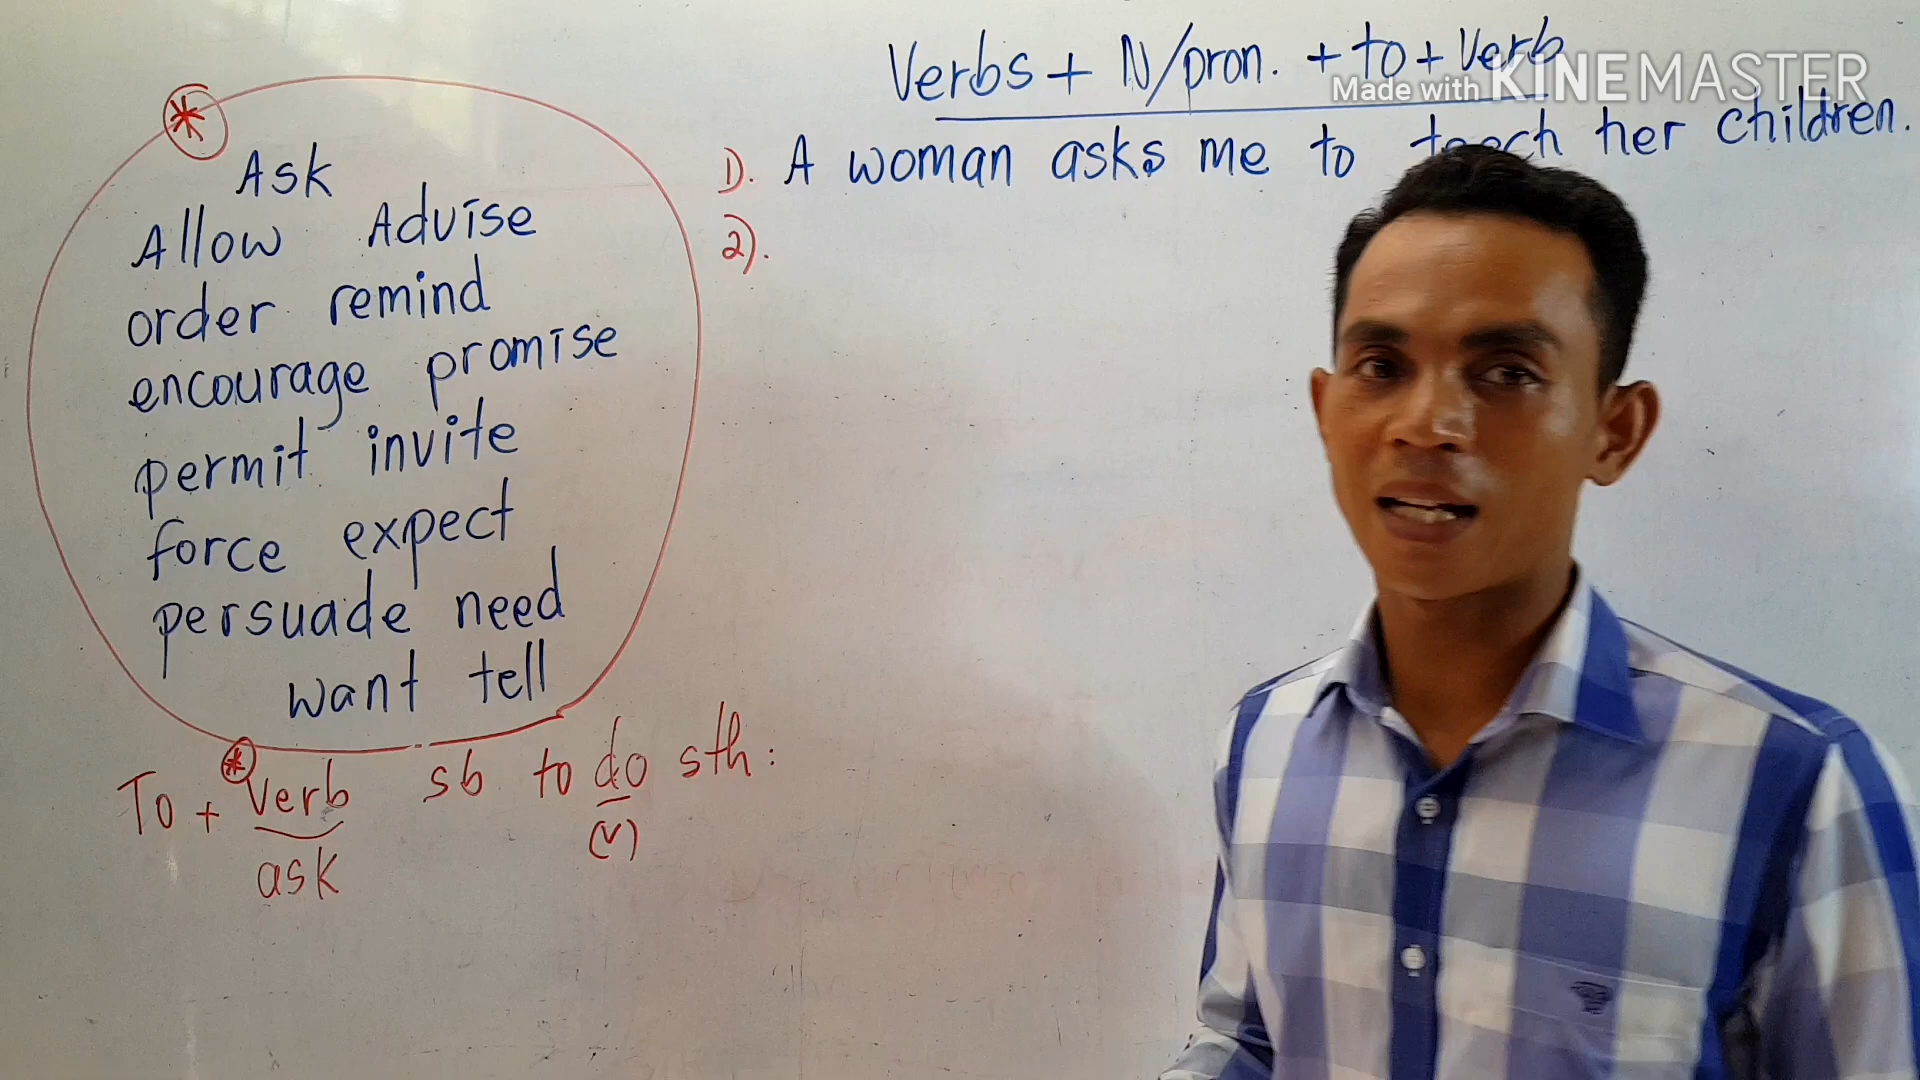 Verbs + N/pron. + to + Verb
Made with KINEMASTER
1). A woman asks me to teach her children.
2).
*
Ask
Allow Advise
order remind
encourage promise
permit invite
force expect
persuade need
want tell
To + * Verb sb to do sth:
ask (v)